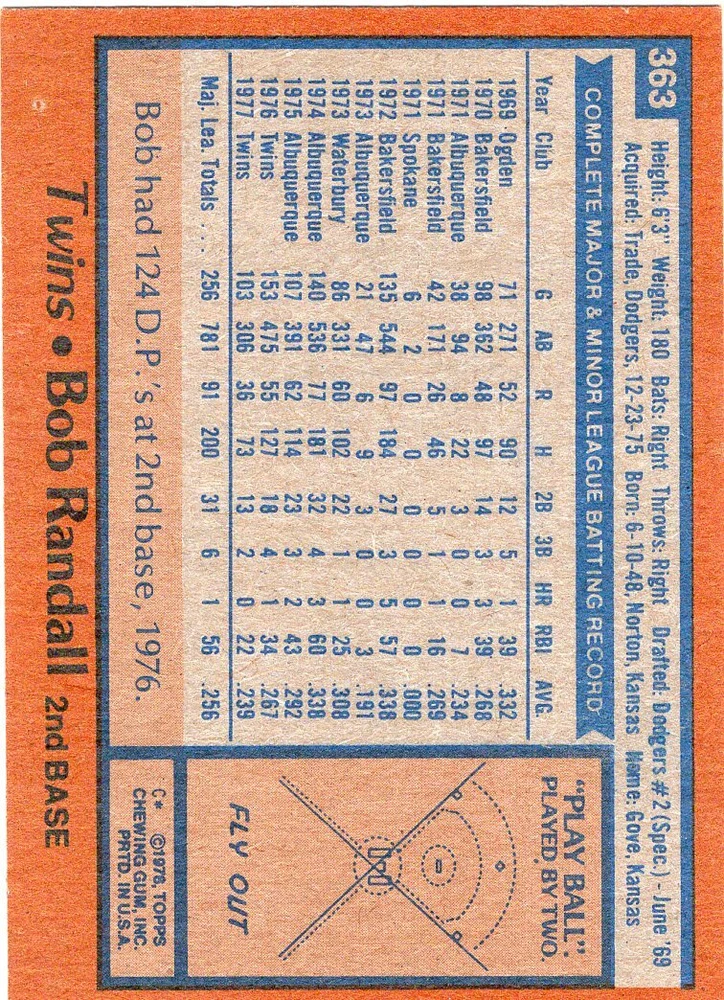 363
Height: 6'3" Weight: 180 Bats: Right Throws: Right Drafted: Dodgers #2 (Spec.) - June '69
Acquired: Trade, Dodgers, 12-23-75 Born: 6-10-48, Norton, Kansas Home: Gove, Kansas
COMPLETE MAJOR & MINOR LEAGUE BATTING RECORD
Year Club G AB R H 2B 3B HR RBI AVG.
1969 Ogden 71 271 52 90 12 5 1 39 .332
1970 Bakersfield 98 362 48 97 14 3 3 39 .268
1971 Albuquerque 38 94 8 22 3 0 0 7 .234
1971 Bakersfield 42 171 26 46 5 1 1 16 .269
1971 Spokane 6 2 0 0 0 0 0 0 .000
1972 Bakersfield 135 544 97 184 27 3 5 57 .338
1973 Albuquerque 21 47 6 9 3 0 0 3 .191
1973 Waterbury 86 331 60 102 22 1 1 25 .308
1974 Albuquerque 140 536 77 181 32 4 3 60 .338
1975 Albuquerque 107 391 62 114 23 3 2 43 .292
1976 Twins 153 475 55 127 18 4 1 34 .267
1977 Twins 103 306 36 73 13 2 0 22 .239
Maj. Lea. Totals ... 256 781 91 200 31 6 1 56 .256
Bob had 124 D.P.'s at 2nd base, 1976.
Twins • Bob Randall 2nd BASE
"PLAY BALL"
PLAYED BY TWO.
FLY OUT
C* ©1978, TOPPS
CHEWING GUM, INC.
PRTD. IN U.S.A.